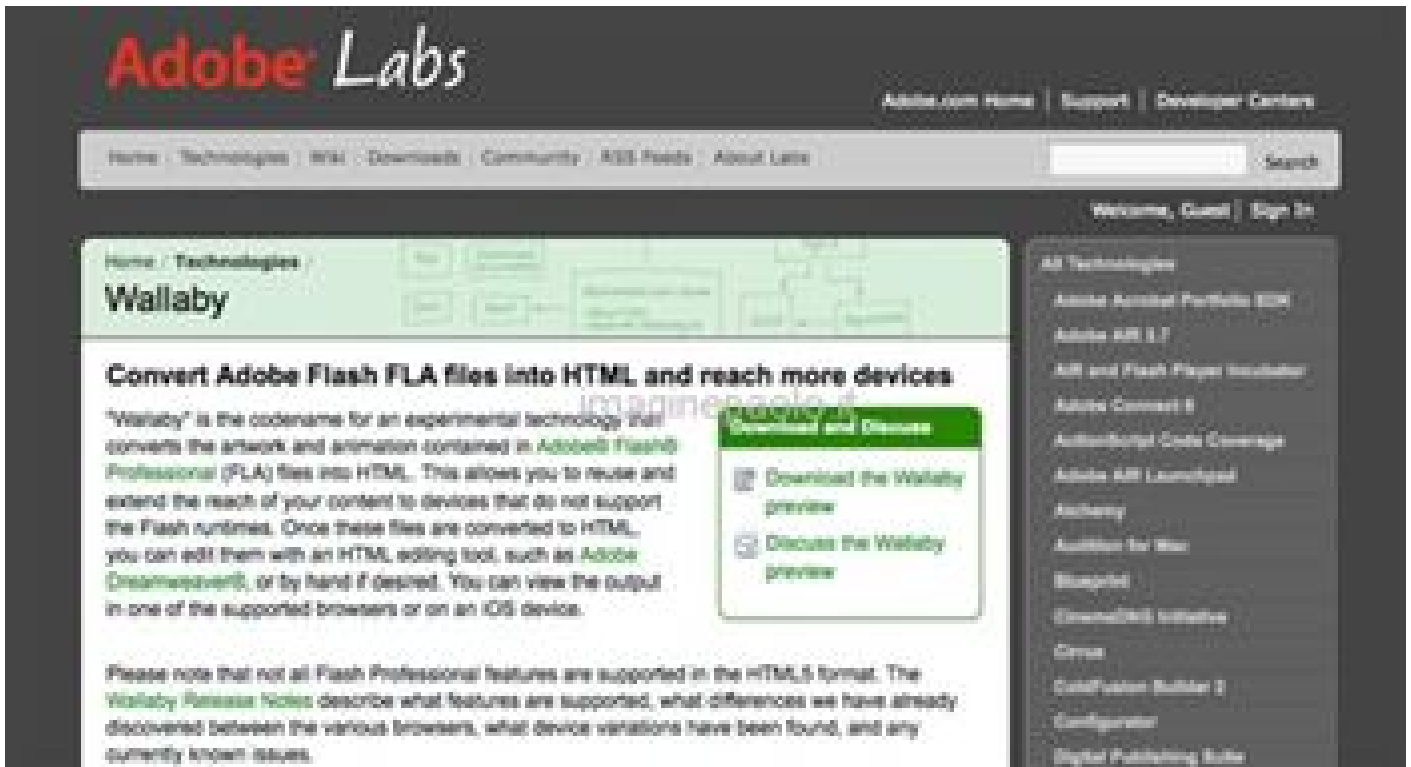 Adobe Labs
Adobe.com Home | Support | Developer Centers
Home Technologies Wiki Downloads Community RSS Feeds About Labs
Search
Welcome, Guest | Sign In
Home / Technologies /
Wallaby
Convert Adobe Flash FLA files into HTML and reach more devices
imaginepaolo.it
"Wallaby" is the codename for an experimental technology that
converts the artwork and animation contained in Adobe® Flash®
Professional (FLA) files into HTML. This allows you to reuse and
extend the reach of your content to devices that do not support
the Flash runtimes. Once these files are converted to HTML,
you can edit them with an HTML editing tool, such as Adobe
Dreamweaver®, or by hand if desired. You can view the output
in one of the supported browsers or on an iOS device.
Download and Discuss
Download the Wallaby
preview
Discuss the Wallaby
preview
Please note that not all Flash Professional features are supported in the HTML5 format. The
Wallaby Release Notes describe what features are supported, what differences we have already
discovered between the various browsers, what device variations have been found, and any
currently known issues.
All Technologies
Adobe Acrobat Portfolio SDK
Adobe AIR
AIR and Flash Player Incubator
Adobe Connect
ActionScript Code Coverage
Adobe AIR Launchpad
Alchemy
Audition for Mac
Blueprint
CinemaDNG Initiative
Cirrus
ColdFusion Builder 2
Configurator
Digital Publishing Suite